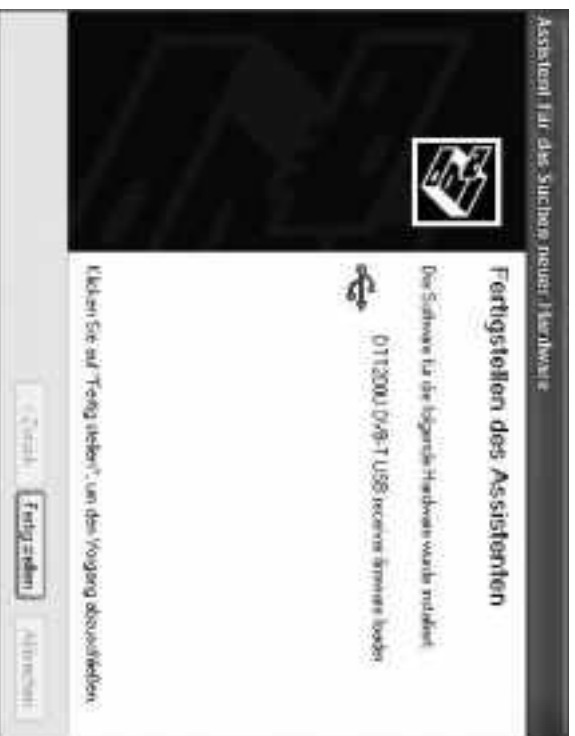 Assistent für das Suchen neuer Hardware
Fertigstellen des Assistenten
Die Software für die folgende Hardware wurde installiert:
DTT200U DVB-T USB receiver firmware loader
Klicken Sie auf "Fertig stellen", um den Vorgang abzuschließen.
< Zurück
Fertig stellen
Abbrechen